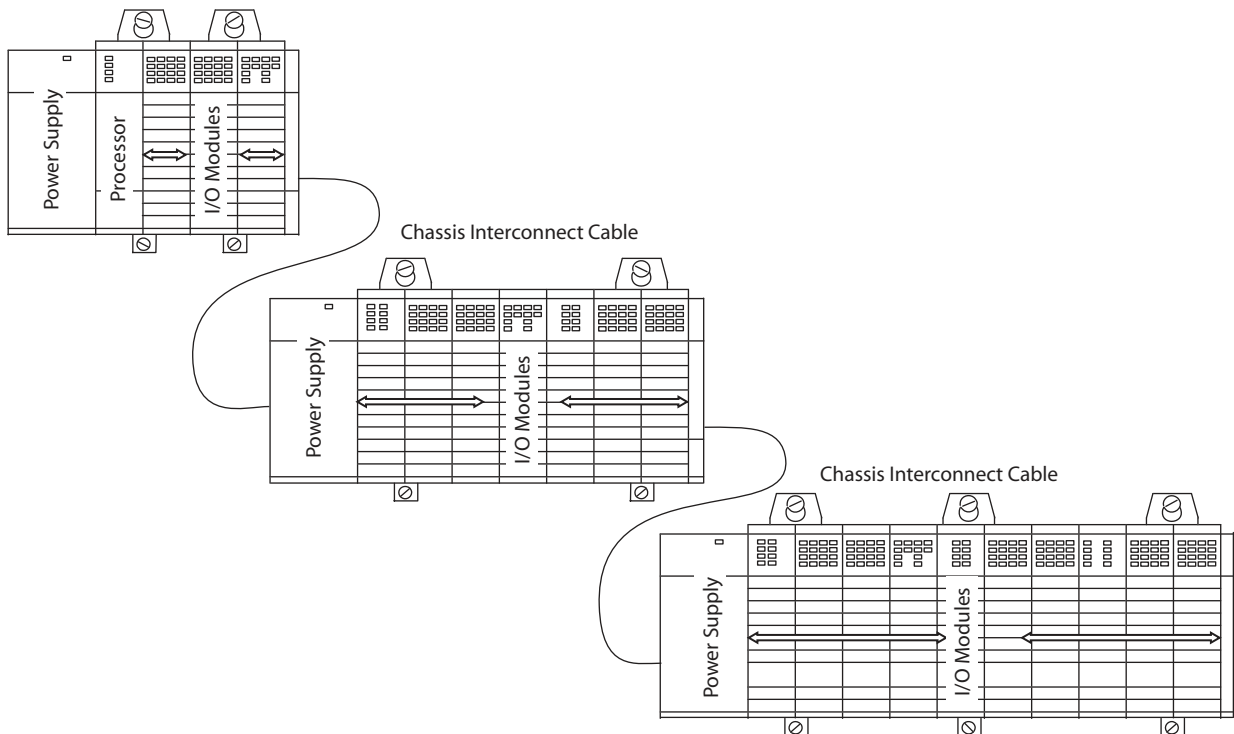 Power Supply
Processor
I/O Modules
Chassis Interconnect Cable
Power Supply
I/O Modules
Chassis Interconnect Cable
Power Supply
I/O Modules